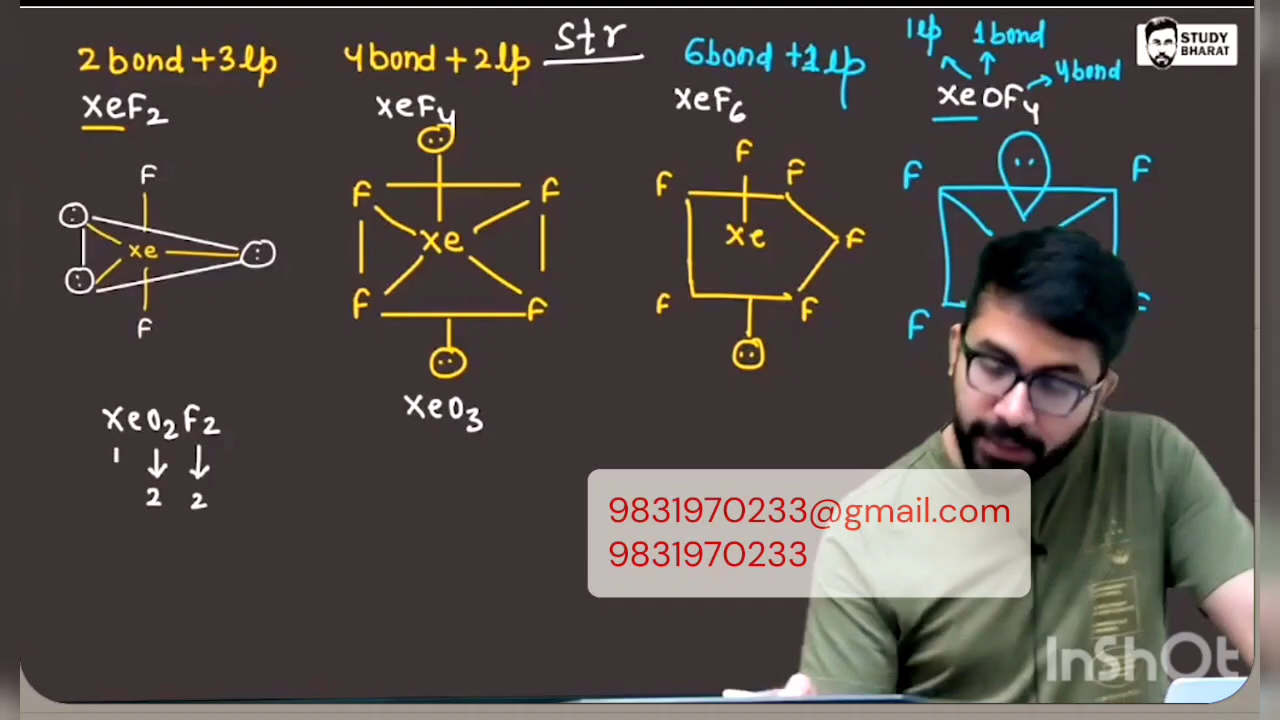 str
STUDY
BHARAT
2 bond + 3 lp
XeF2
F
Xe
F
4 bond + 2 lp
XeF4
F F
Xe
F F
6 bond + 1 lp
XeF6
F
F F
Xe F
F F
1 lp 1 bond
4 bond
XeOF4
F F
F F
XeO2F2
1
2 2
XeO3
9831970233@gmail.com
9831970233
InShOt